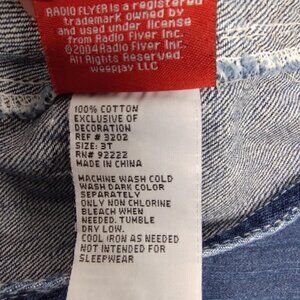 RADIO FLYER is a registered
trademark owned by
and used under license
from Radio Flyer Inc.
©2004 Radio Flyer Inc.
All Rights Reserved.
weeplay LLC
100% COTTON
EXCLUSIVE OF
DECORATION
REF # 3202
SIZE: 3T
RN# 92222
MADE IN CHINA
MACHINE WASH COLD
WASH DARK COLOR
SEPARATELY
ONLY NON CHLORINE
BLEACH WHEN
NEEDED. TUMBLE
DRY LOW.
COOL IRON AS NEEDED
NOT INTENDED FOR
SLEEPWEAR